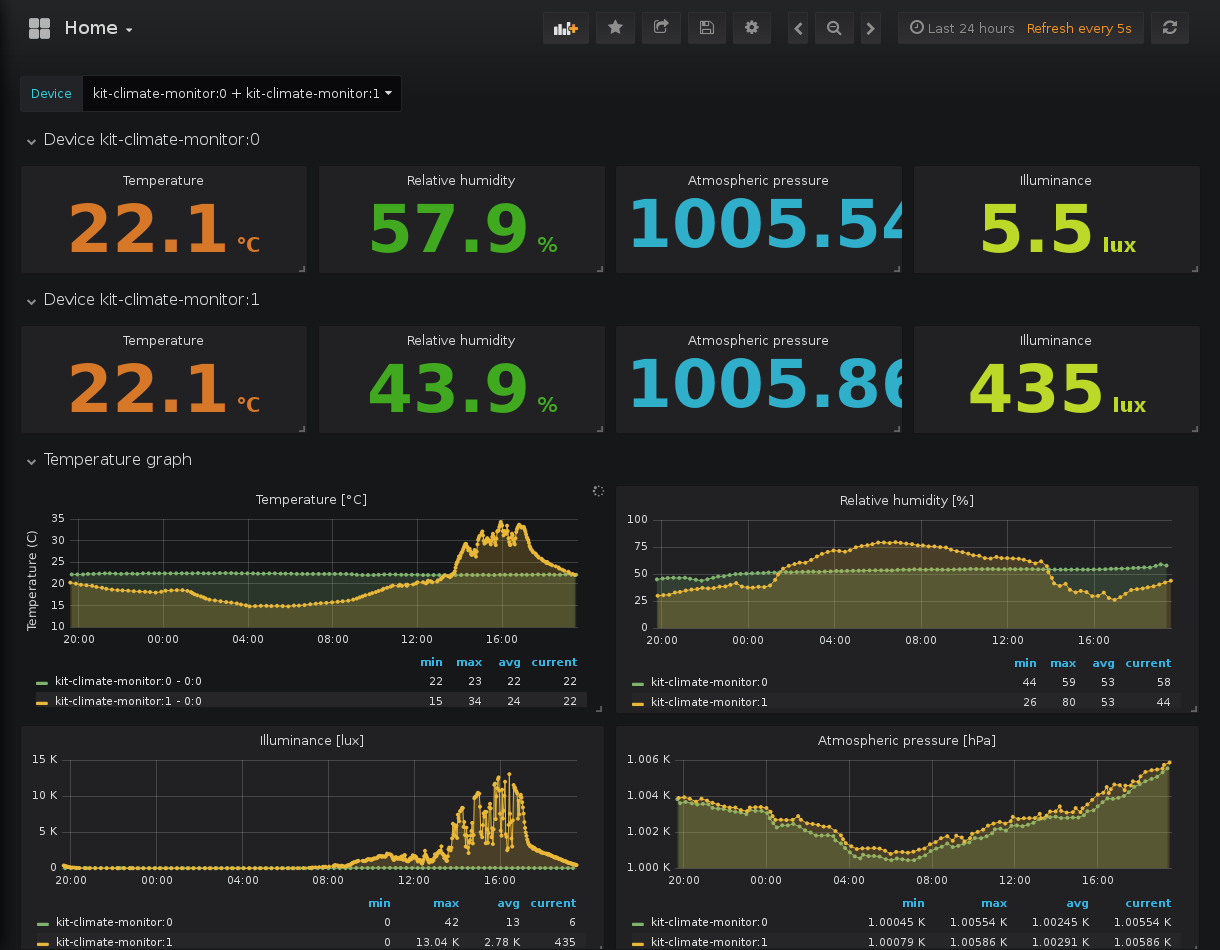 Home
Last 24 hours Refresh every 5s
Device kit-climate-monitor:0 + kit-climate-monitor:1
Device kit-climate-monitor:0
Temperature Relative humidity Atmospheric pressure Illuminance
22.1 °C 57.9 % 1005.54 5.5 lux
Device kit-climate-monitor:1
Temperature Relative humidity Atmospheric pressure Illuminance
22.1 °C 43.9 % 1005.86 435 lux
Temperature graph
Temperature [°C]
Temperature (C)
35
30
25
20
15
10
20:00 00:00 04:00 08:00 12:00 16:00
min max avg current
kit-climate-monitor:0 - 0:0 22 23 22 22
kit-climate-monitor:1 - 0:0 15 34 24 22
Relative humidity [%]
100
75
50
25
0
20:00 00:00 04:00 08:00 12:00 16:00
min max avg current
kit-climate-monitor:0 44 59 53 58
kit-climate-monitor:1 26 80 53 44
Illuminance [lux]
15 K
10 K
5 K
0
20:00 00:00 04:00 08:00 12:00 16:00
min max avg current
kit-climate-monitor:0 0 42 13 6
kit-climate-monitor:1 0 13.04 K 2.78 K 435
Atmospheric pressure [hPa]
1.006 K
1.004 K
1.002 K
1.000 K
20:00 00:00 04:00 08:00 12:00 16:00
min max avg current
kit-climate-monitor:0 1.00045 K 1.00554 K 1.00245 K 1.00554 K
kit-climate-monitor:1 1.00079 K 1.00586 K 1.00291 K 1.00586 K